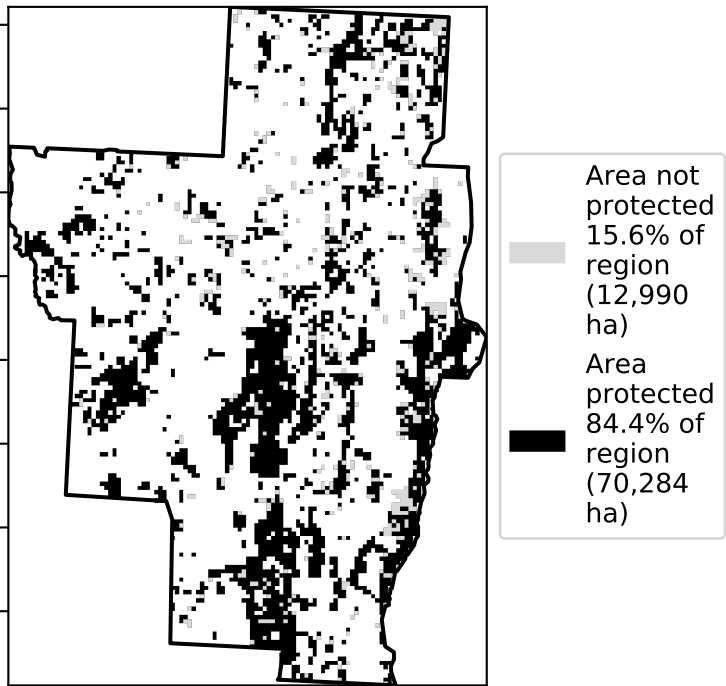 Area not
protected
15.6% of
region
(12,990
ha)
Area
protected
84.4% of
region
(70,284
ha)